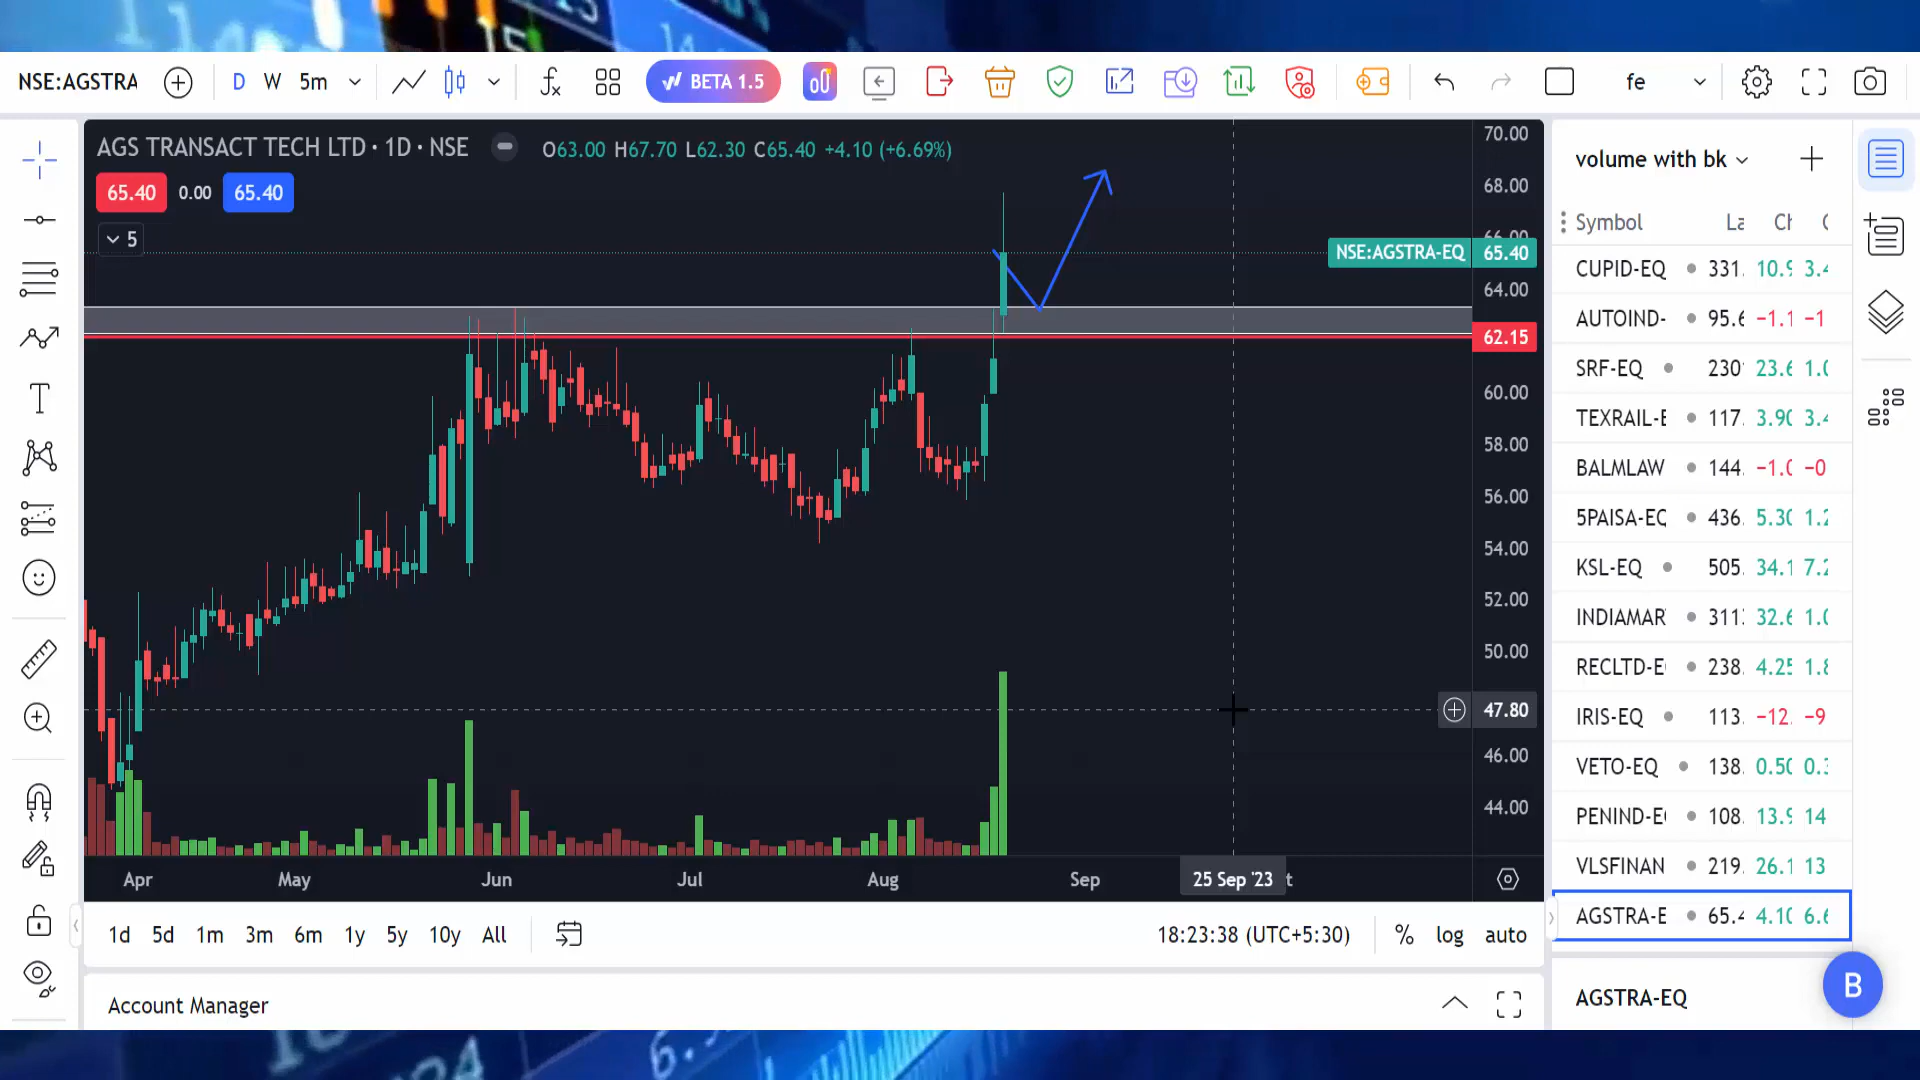 NSE:AGSTRA
D W 5m
BETA 1.5
fe
AGS TRANSACT TECH LTD · 1D · NSE
O63.00 H67.70 L62.30 C65.40 +4.10 (+6.69%)
65.40 0.00 65.40
5
70.00
68.00
66.00
NSE:AGSTRA-EQ 65.40
64.00
62.15
60.00
58.00
56.00
54.00
52.00
50.00
47.80
46.00
44.00
Apr May Jun Jul Aug Sep 25 Sep '23
1d 5d 1m 3m 6m 1y 5y 10y All
18:23:38 (UTC+5:30) % log auto
Account Manager
volume with bk
Symbol
CUPID-EQ 331. 10.9 3.4
AUTOIND- 95.6 −1.1 −1
SRF-EQ 230 23.6 1.0
TEXRAIL-E 117. 3.90 3.4
BALMLAW 144. −1.0 −0
5PAISA-EQ 436. 5.30 1.2
KSL-EQ 505. 34.1 7.2
INDIAMAR 311 32.6 1.0
RECLTD-E 238. 4.25 1.8
IRIS-EQ 113. −12. −9
VETO-EQ 138. 0.50 0.3
PENIND-E 108. 13.9 14
VLSFINAN 219. 26.1 13
AGSTRA-E 65.4 4.10 6.6
AGSTRA-EQ
B